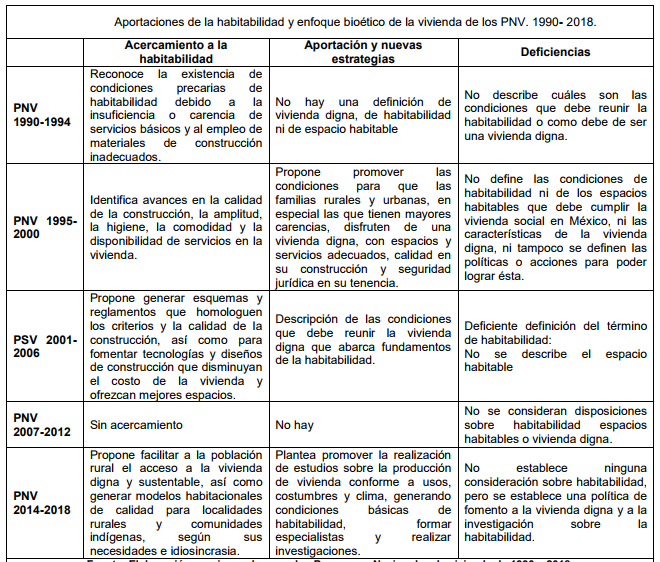 Aportaciones de la habitabilidad y enfoque bioético de la vivienda de los PNV. 1990- 2018.
Acercamiento a la
habitabilidad
Aportación y nuevas
estrategias
Deficiencias
PNV
1990-1994
Reconoce la existencia de
condiciones precarias de
habitabilidad debido a la
insuficiencia o carencia de
servicios básicos y al empleo de
materiales de construcción
inadecuados.
No hay una definición de
vivienda digna, de habitabilidad
ni de espacio habitable
No describe cuáles son las
condiciones que debe reunir la
habitabilidad o como debe de ser
una vivienda digna.
PNV 1995-
2000
Identifica avances en la calidad
de la construcción, la amplitud,
la higiene, la comodidad y la
disponibilidad de servicios en la
vivienda.
Propone promover las
condiciones para que las
familias rurales y urbanas, en
especial las que tienen mayores
carencias, disfruten de una
vivienda digna, con espacios y
servicios adecuados, calidad en
su construcción y seguridad
jurídica en su tenencia.
No define las condiciones de
habitabilidad ni de los espacios
habitables que debe cumplir la
vivienda social en México, ni las
características de la vivienda
digna, ni tampoco se definen las
políticas o acciones para poder
lograr ésta.
PSV 2001-
2006
Propone generar esquemas y
reglamentos que homologuen
los criterios y la calidad de la
construcción, así como para
fomentar tecnologías y diseños
de construcción que disminuyan
el costo de la vivienda y
ofrezcan mejores espacios.
Descripción de las condiciones
que debe reunir la vivienda
digna que abarca fundamentos
de la habitabilidad.
Deficiente definición del término
de habitabilidad:
No se describe el espacio
habitable
PNV
2007-2012
Sin acercamiento
No hay
No se consideran disposiciones
sobre habitabilidad espacios
habitables o vivienda digna.
PNV
2014-2018
Propone facilitar a la población
rural el acceso a la vivienda
digna y sustentable, así como
generar modelos habitacionales
de calidad para localidades
rurales y comunidades
indígenas, según sus
necesidades e idiosincrasia.
Plantea promover la realización
de estudios sobre la producción
de vivienda conforme a usos,
costumbres y clima, generando
condiciones básicas de
habitabilidad, formar
especialistas y realizar
investigaciones.
No establece ninguna
consideración sobre habitabilidad,
pero se establece una política de
fomento a la vivienda digna y a la
investigación sobre la
habitabilidad.